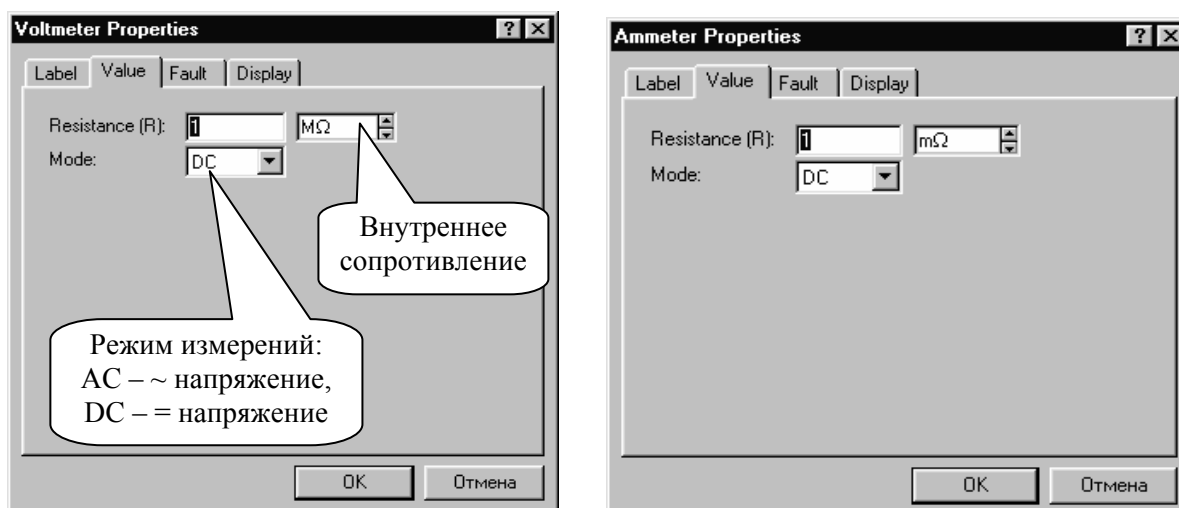 Voltmeter Properties
? ×
Label Value Fault Display
Resistance (R): 1 MΩ
Mode: DC
Внутреннее
сопротивление
Режим измерений:
AC – ~ напряжение,
DC – = напряжение
OK Отмена
Ammeter Properties
? ×
Label Value Fault Display
Resistance (R): 1 mΩ
Mode: DC
OK Отмена